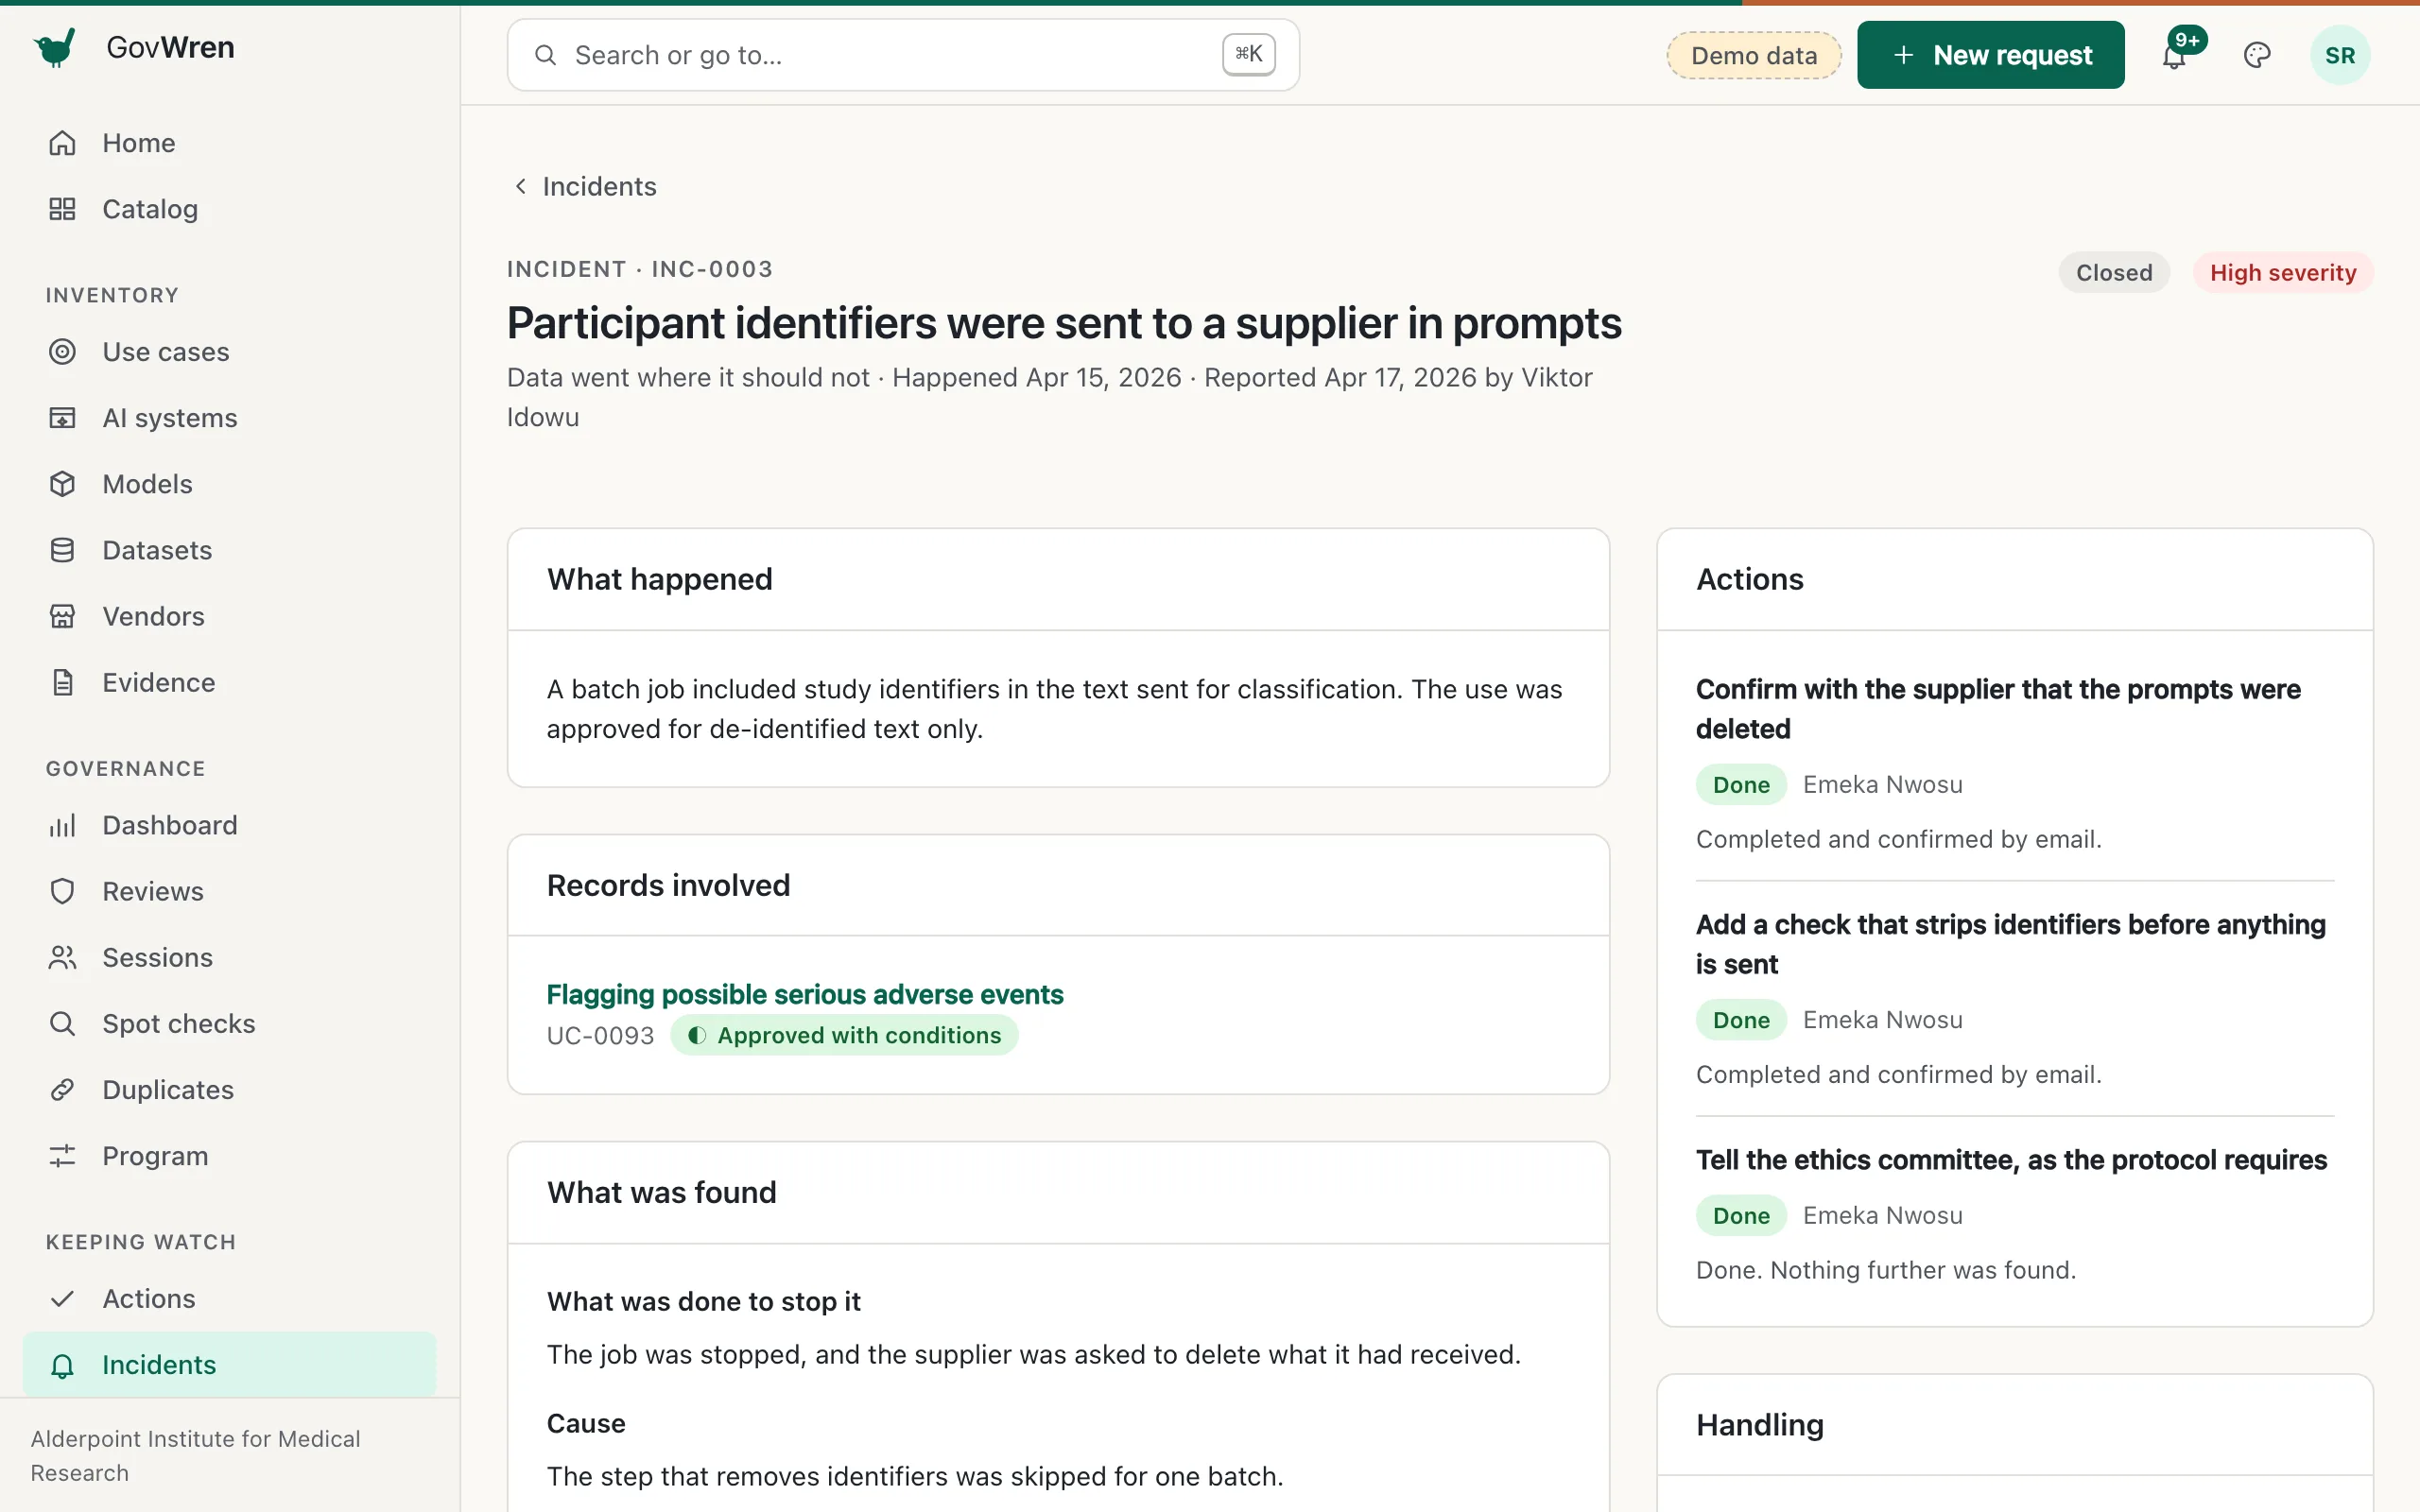 GovWren
Search or go to...
⌘K
Demo data
+ New request
9+
SR
Home
Catalog
INVENTORY
Use cases
AI systems
Models
Datasets
Vendors
Evidence
GOVERNANCE
Dashboard
Reviews
Sessions
Spot checks
Duplicates
Program
KEEPING WATCH
Actions
Incidents
Alderpoint Institute for Medical
Research
Incidents
INCIDENT · INC-0003
Closed
High severity
Participant identifiers were sent to a supplier in prompts
Data went where it should not · Happened Apr 15, 2026 · Reported Apr 17, 2026 by Viktor
Idowu
What happened
A batch job included study identifiers in the text sent for classification. The use was
approved for de-identified text only.
Records involved
Flagging possible serious adverse events
UC-0093
Approved with conditions
What was found
What was done to stop it
The job was stopped, and the supplier was asked to delete what it had received.
Cause
The step that removes identifiers was skipped for one batch.
Actions
Confirm with the supplier that the prompts were
deleted
Done
Emeka Nwosu
Completed and confirmed by email.
Add a check that strips identifiers before anything
is sent
Done
Emeka Nwosu
Completed and confirmed by email.
Tell the ethics committee, as the protocol requires
Done
Emeka Nwosu
Done. Nothing further was found.
Handling